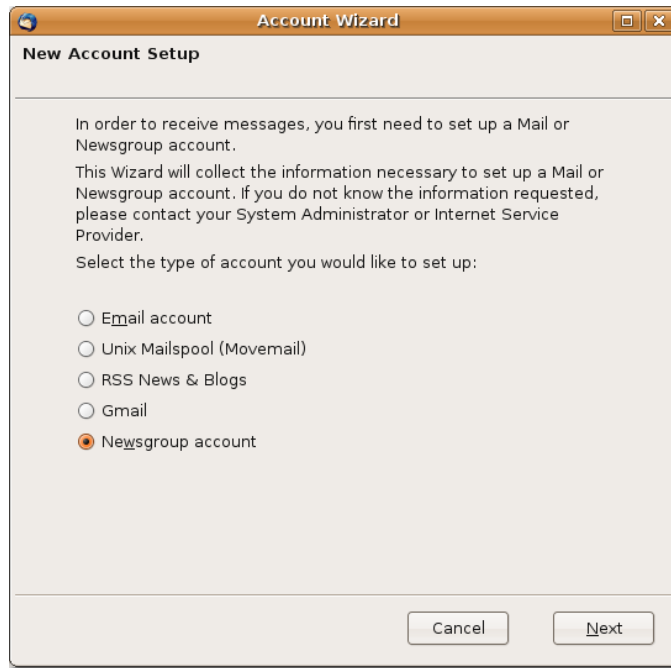 Account Wizard
New Account Setup
In order to receive messages, you first need to set up a Mail or
Newsgroup account.
This Wizard will collect the information necessary to set up a Mail or
Newsgroup account. If you do not know the information requested,
please contact your System Administrator or Internet Service
Provider.
Select the type of account you would like to set up:
Email account
Unix Mailspool (Movemail)
RSS News & Blogs
Gmail
Newsgroup account
Cancel
Next